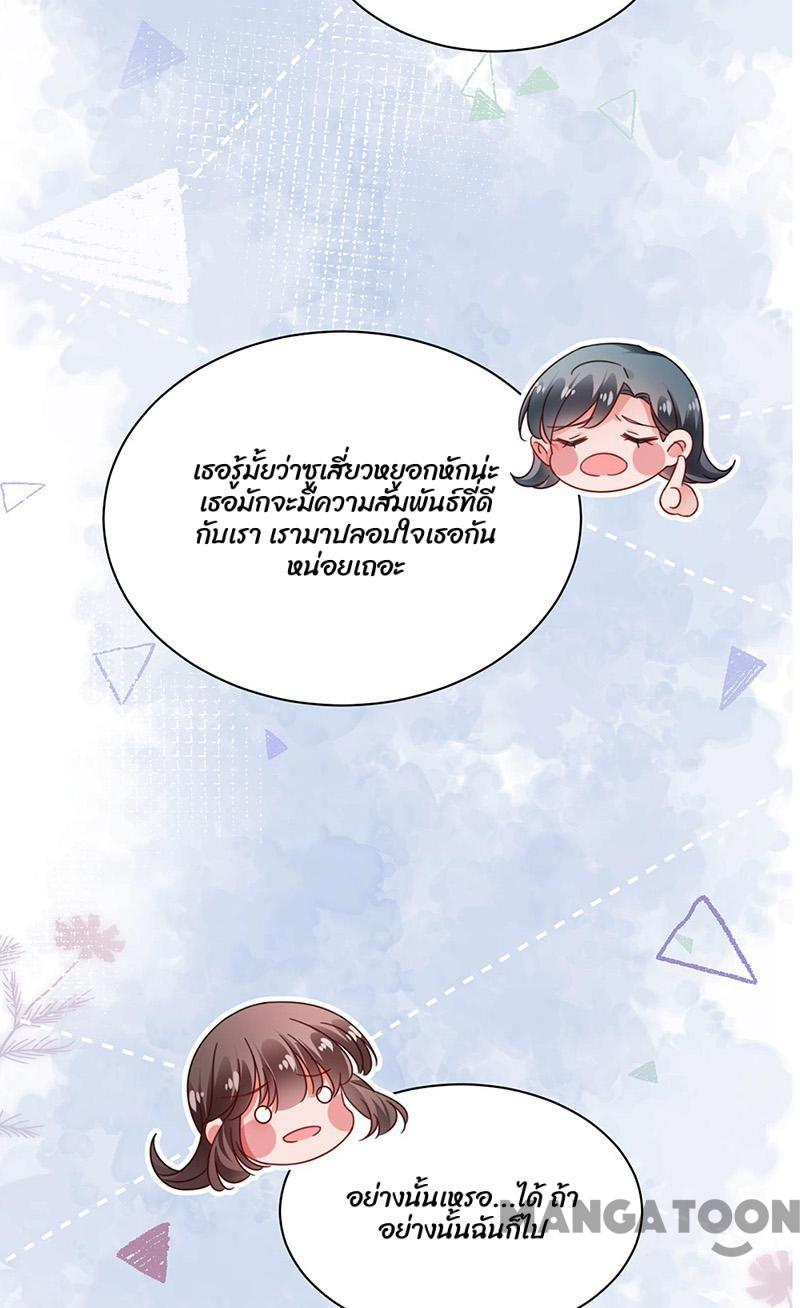 เธอรู้มั้ยว่าซูเสี่ยวหยูอกหักน่ะ
เธอมักจะมีความสัมพันธ์ที่ดี
กับเรา เรามาปลอบใจเธอกัน
หน่อยเถอะ
อย่างนั้นเหรอ...ได้ ถ้า
อย่างนั้นฉันก็ไป
MANGATOON